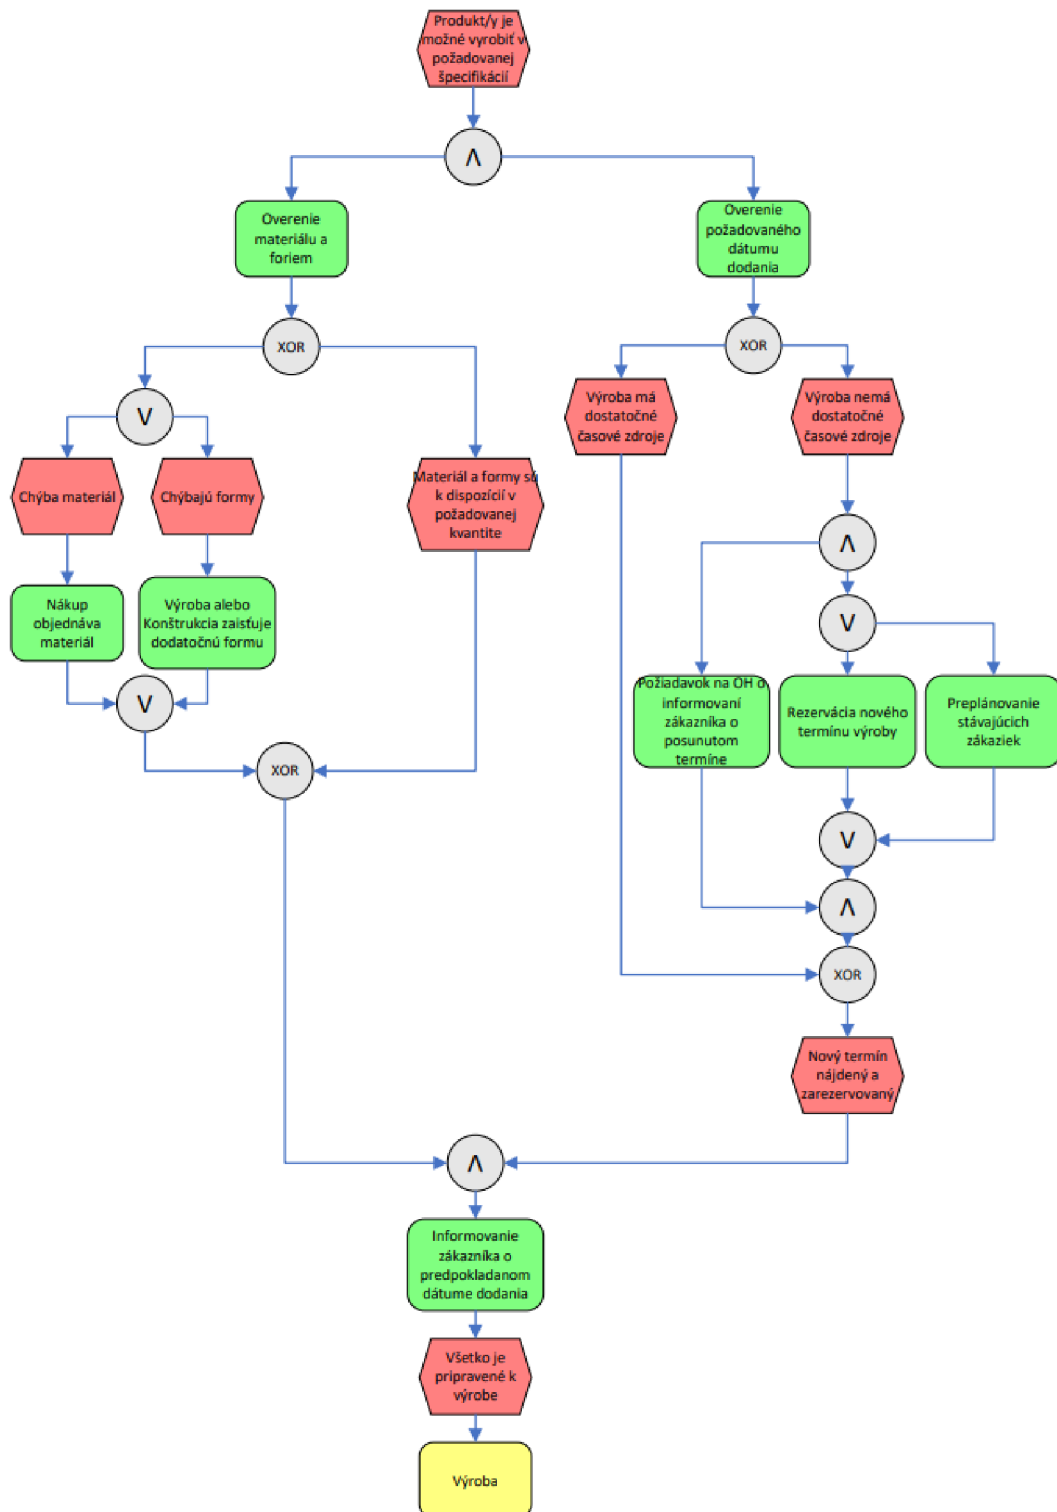 Produkt/y je
možné vyrobiť v
požadovanej
špecifikácií
Λ
Overenie
materiálu a
foriem
Overenie
požadovaného
dátumu
dodania
XOR
XOR
V
Výroba má
dostatočné
časové zdroje
Výroba nemá
dostatočné
časové zdroje
Chýba materiál
Chýbajú formy
Materiál a formy sú
k dispozícií v
požadovanej
kvantite
Λ
Nákup
objednáva
materiál
Výroba alebo
Konštrukcia zaisťuje
dodatočnú formu
V
V
Požiadavok na OH o
informovaní
zákazníka o
posunutom
termíne
Rezervácia nového
termínu výroby
Preplánovanie
stávajúcich
zákaziek
XOR
V
Λ
XOR
Nový termín
nájdený a
zarezervovaný
Λ
Informovanie
zákazníka o
predpokladanom
dátume dodania
Všetko je
pripravené k
výrobe
Výroba